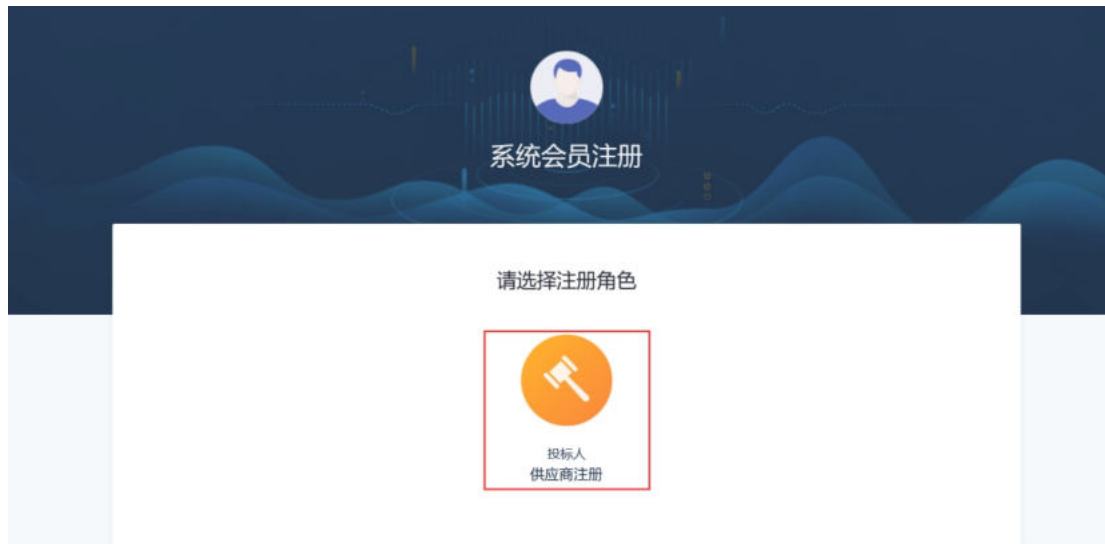 系统会员注册
请选择注册角色
投标人
供应商注册